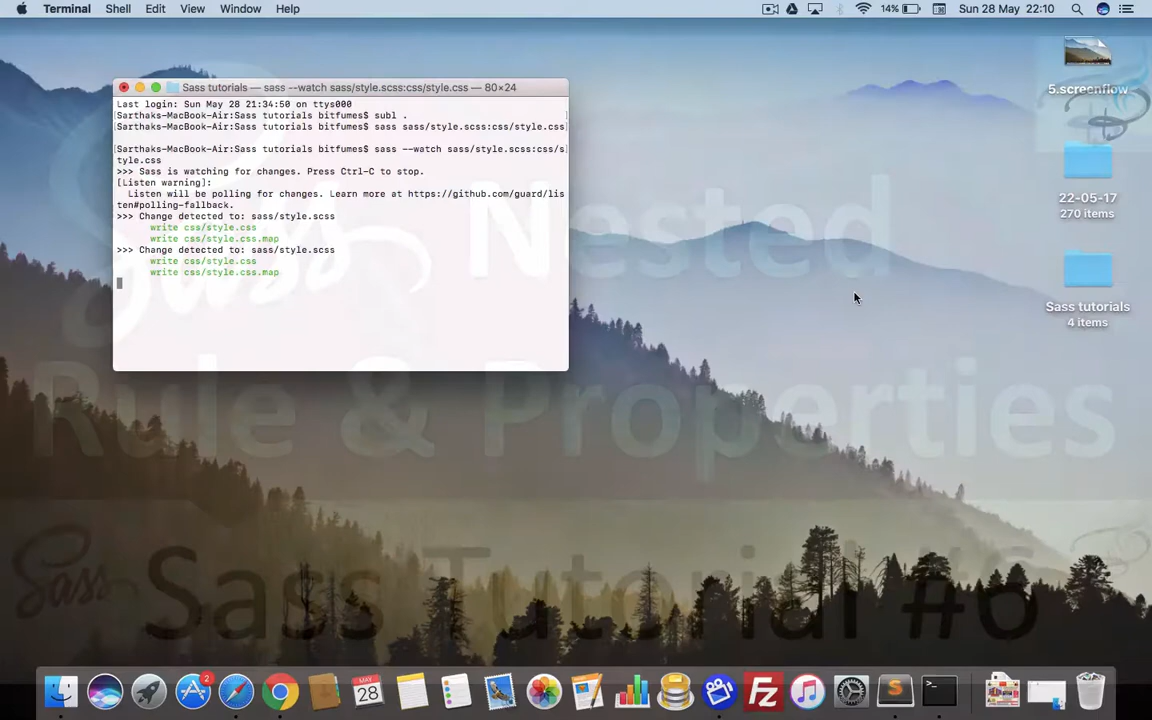 Terminal Shell Edit View Window Help 14% Sun 28 May 22:10
5.screenflow
Sass tutorials — sass --watch sass/style.scss:css/style.css — 80×24
Last login: Sun May 28 21:34:50 on ttys000
[Sarthaks-MacBook-Air:Sass tutorials bitfumes$ subl . ]
[Sarthaks-MacBook-Air:Sass tutorials bitfumes$ sass sass/style.scss:css/style.css]
[Sarthaks-MacBook-Air:Sass tutorials bitfumes$ sass --watch sass/style.scss:css/s]
tyle.css
>>> Sass is watching for changes. Press Ctrl-C to stop.
[Listen warning]:
Listen will be polling for changes. Learn more at https://github.com/guard/lis
ten#polling-fallback.
>>> Change detected to: sass/style.scss
write css/style.css
write css/style.css.map
>>> Change detected to: sass/style.scss
write css/style.css
write css/style.css.map
22-05-17
270 items
Sass tutorials
4 items
Sass Nested
Rule & Properties
Sass Sass Tutorial #6
2
MAY
28
S
>_
FZ